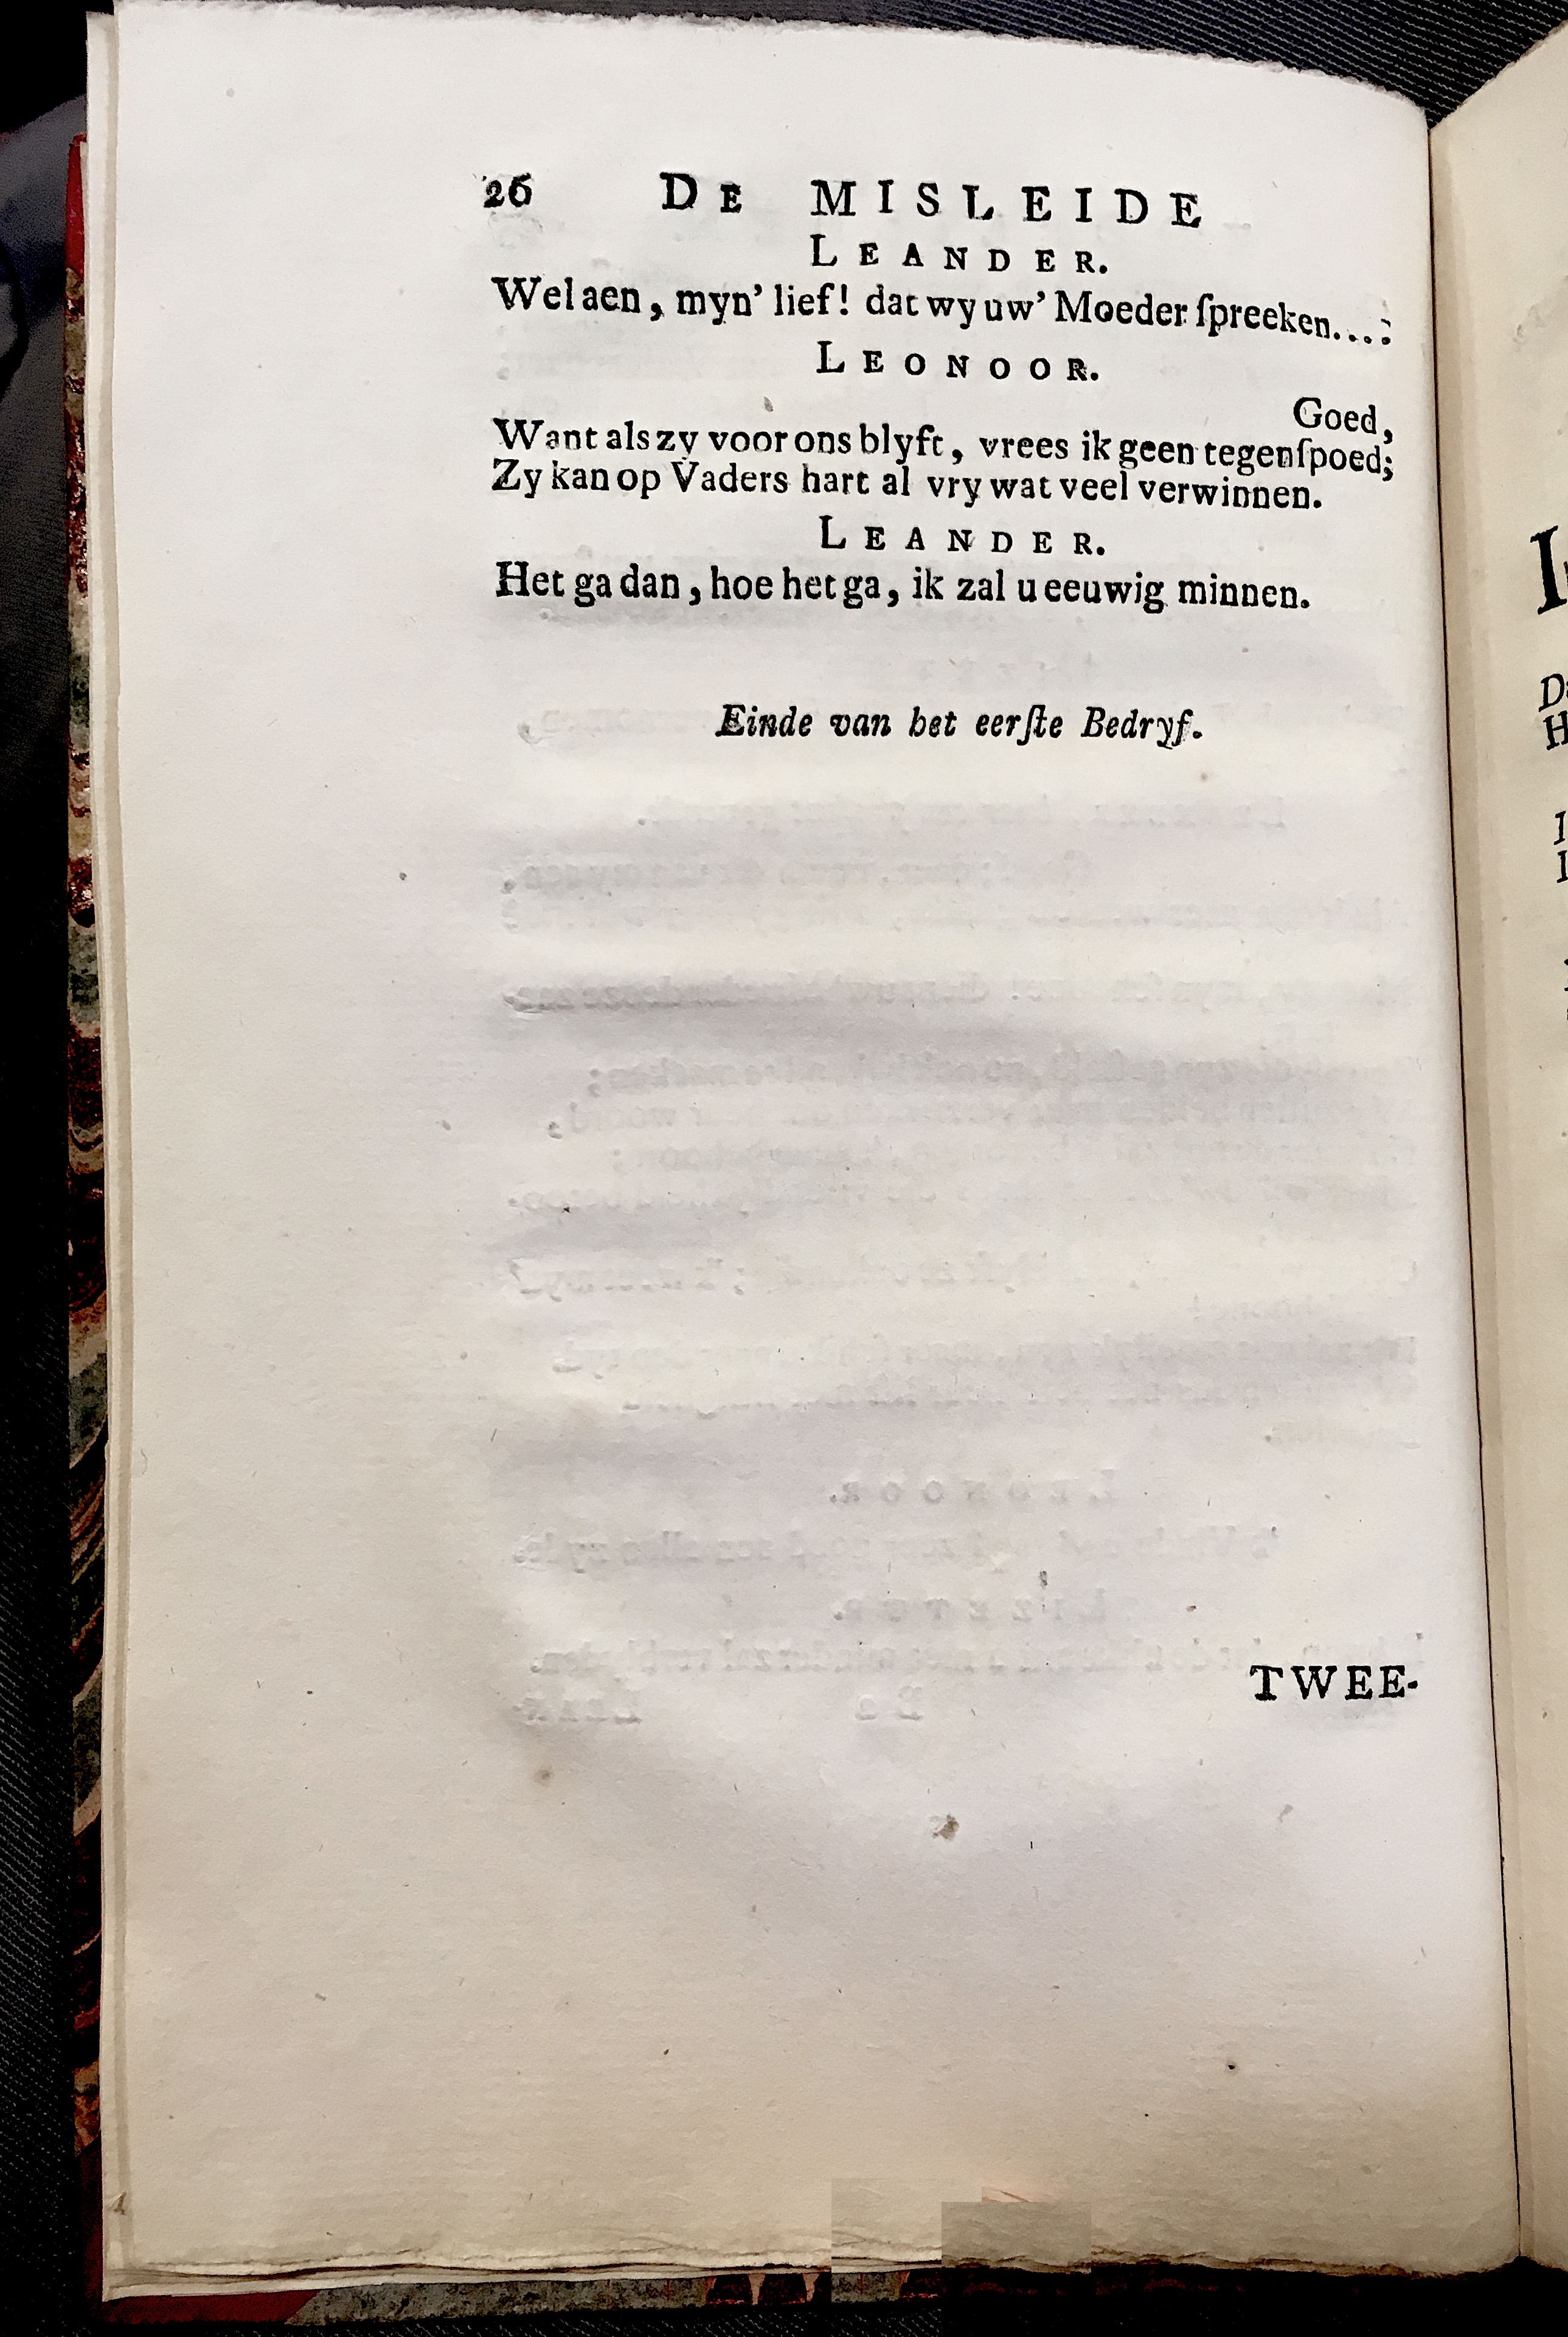 26 DE MISLEIDE
LEANDER.
Wel aen, myn' lief! dat wy uw' Moeder ſpreeken....:
LEONOOR.
Goed,
Want als zy voor ons blyft, vrees ik geen tegenſpoed;
Zy kan op Vaders hart al vry wat veel verwinnen.
LEANDER.
Het ga dan, hoe het ga, ik zal u eeuwig minnen.
Einde van het eerſte Bedryf.
TWEE-